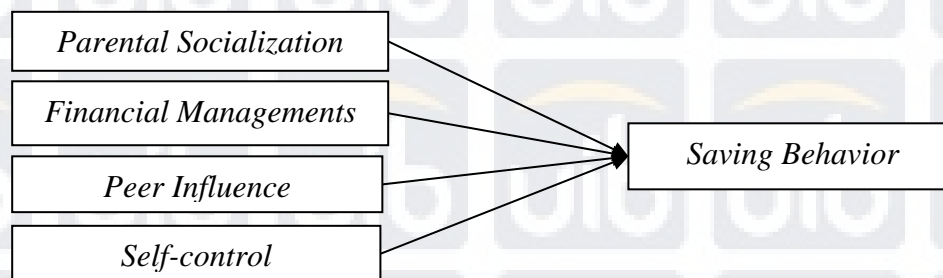 Parental Socialization
Financial Managements
Peer Influence
Saving Behavior
Self-control